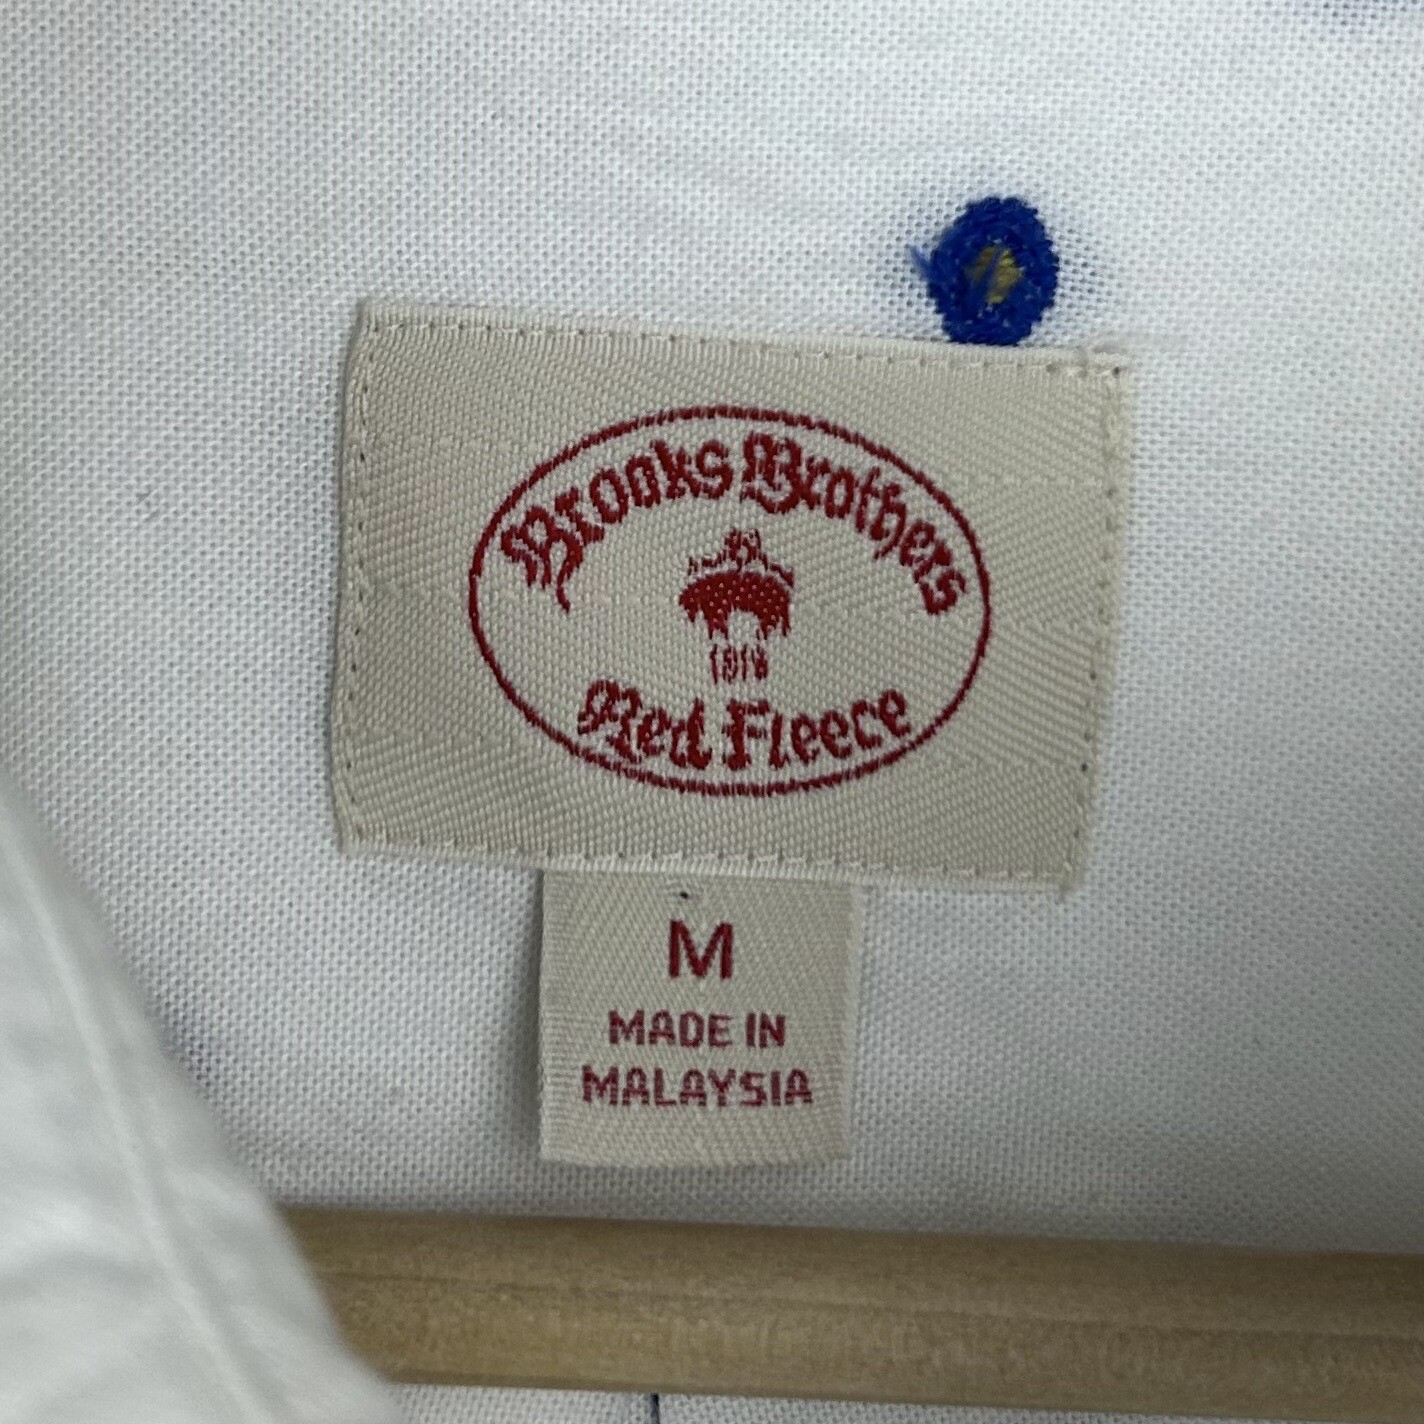 Brooks Brothers
1818
Red Fleece
M
MADE IN
MALAYSIA